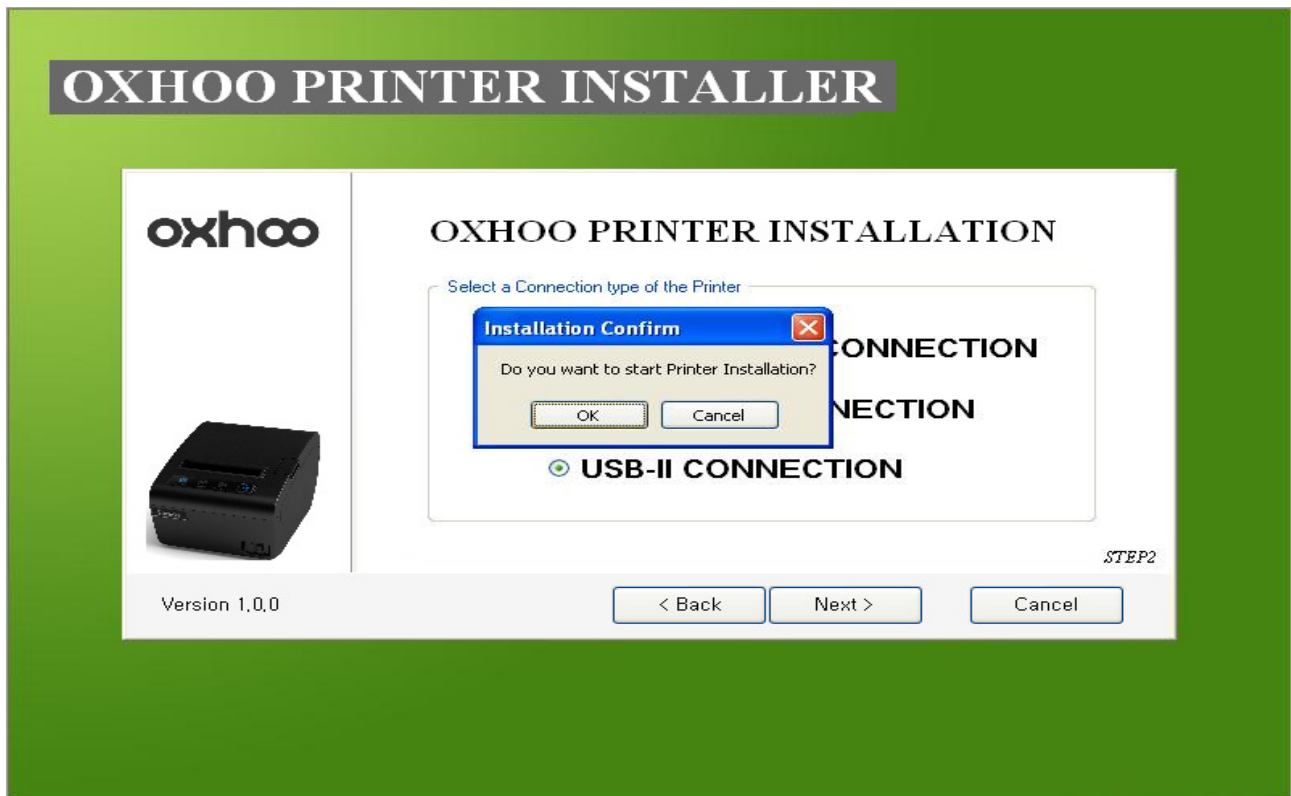 OXHOO PRINTER INSTALLER
oxhoo
OXHOO PRINTER INSTALLATION
Select a Connection type of the Printer
Installation Confirm
Do you want to start Printer Installation?
OK Cancel
CONNECTION
NECTION
USB-II CONNECTION
STEP2
Version 1,0,0
< Back Next > Cancel